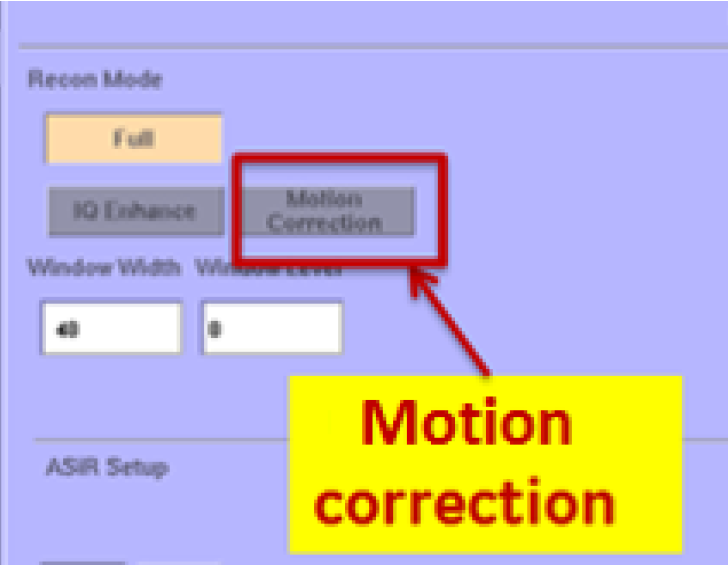 Recon Mode
Full
IQ Enhance
Motion
Correction
Window Width Window Level
40
0
Motion
correction
ASiR Setup